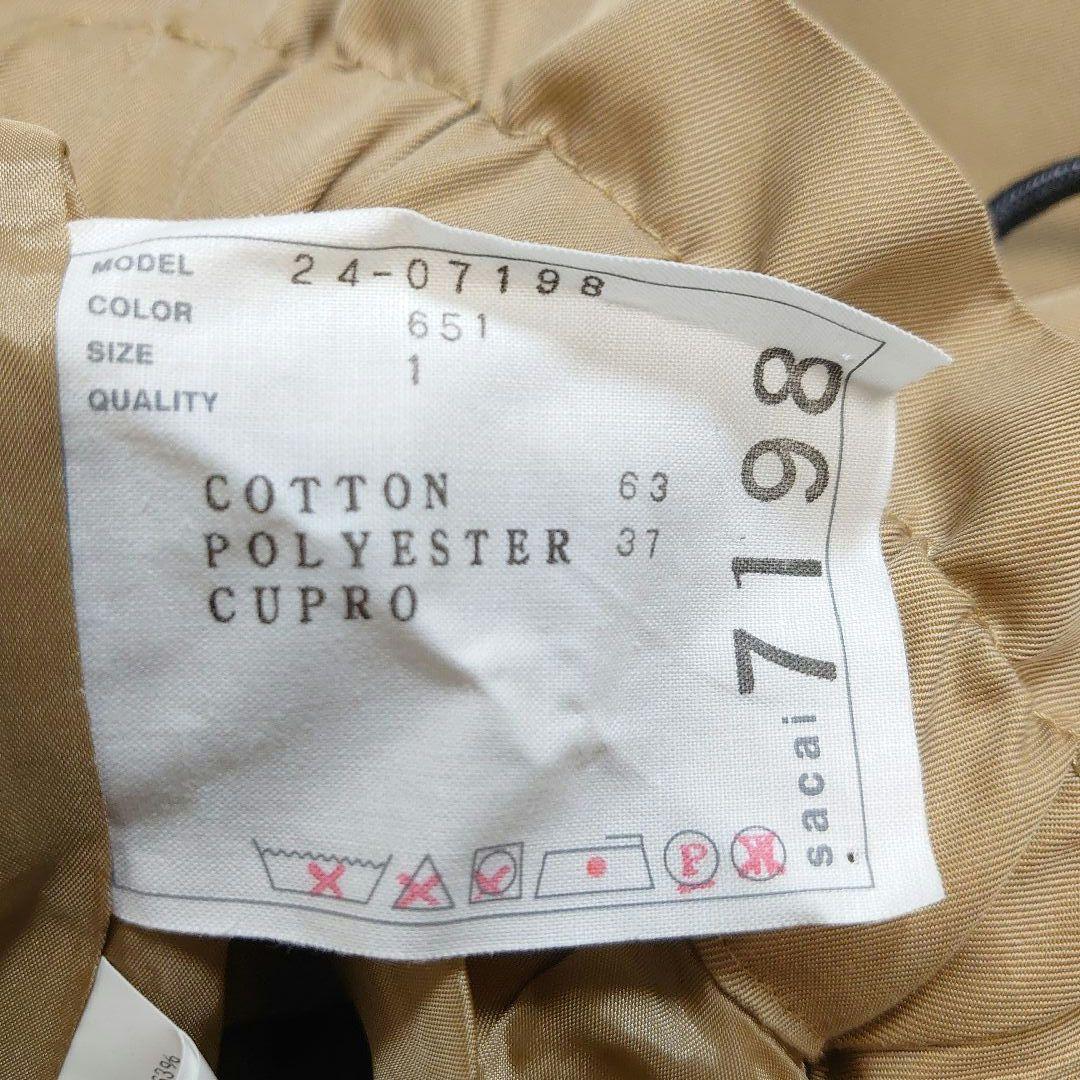 MODEL 24-07198
COLOR 651
SIZE 1
QUALITY
COTTON 63
POLYESTER 37
CUPRO
sacai 7198
P
W